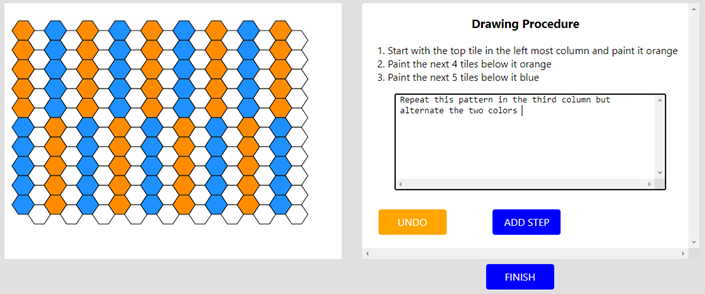 Drawing Procedure
1. Start with the top tile in the left most column and paint it orange
2. Paint the next 4 tiles below it orange
3. Paint the next 5 tiles below it blue
Repeat this pattern in the third column but
alternate the two colors
UNDO
ADD STEP
FINISH